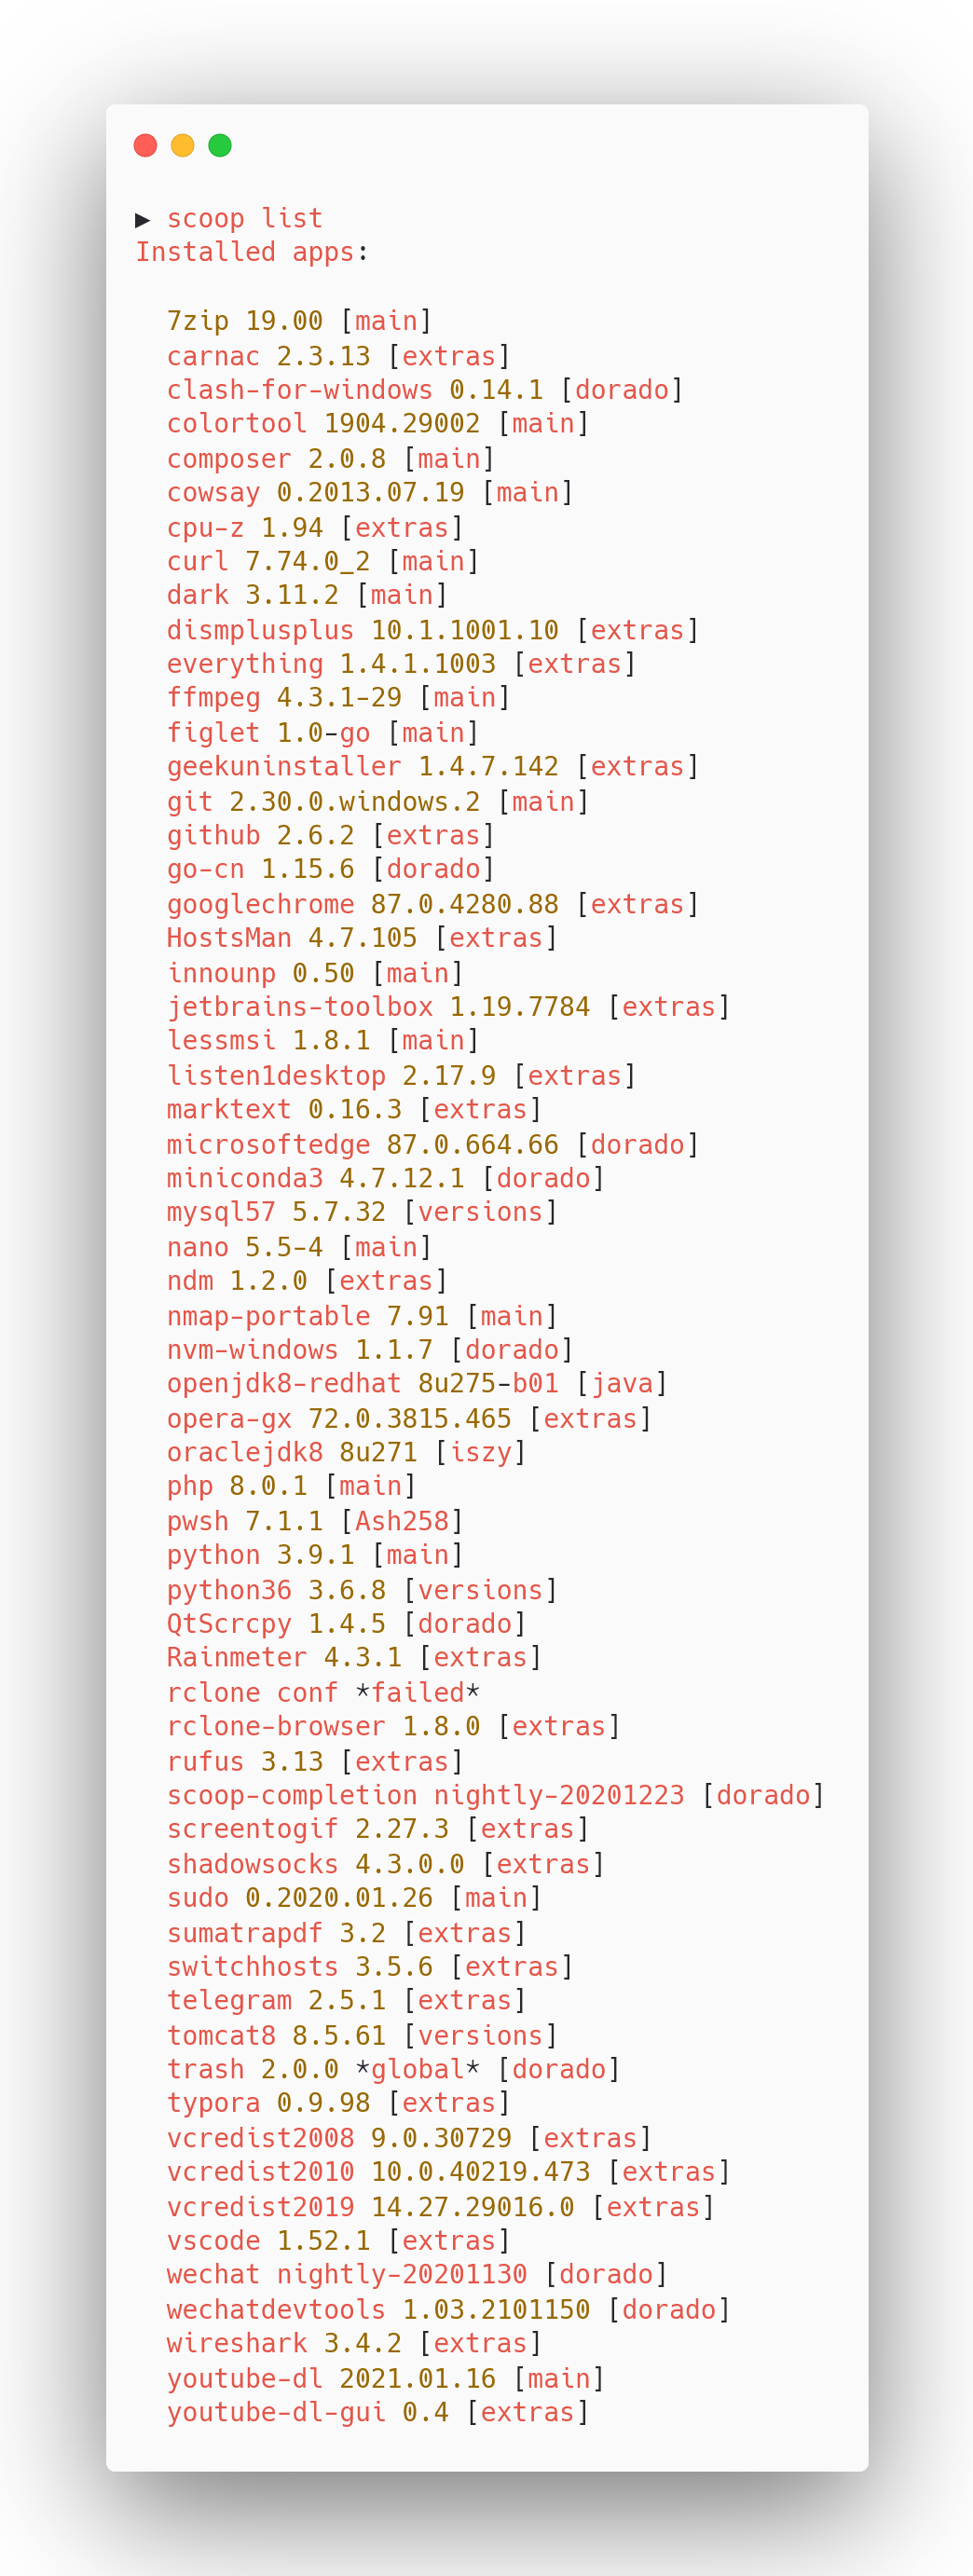 ▶ scoop list
Installed apps:
7zip 19.00 [main]
carnac 2.3.13 [extras]
clash-for-windows 0.14.1 [dorado]
colortool 1904.29002 [main]
composer 2.0.8 [main]
cowsay 0.2013.07.19 [main]
cpu-z 1.94 [extras]
curl 7.74.0_2 [main]
dark 3.11.2 [main]
dismplusplus 10.1.1001.10 [extras]
everything 1.4.1.1003 [extras]
ffmpeg 4.3.1-29 [main]
figlet 1.0-go [main]
geekuninstaller 1.4.7.142 [extras]
git 2.30.0.windows.2 [main]
github 2.6.2 [extras]
go-cn 1.15.6 [dorado]
googlechrome 87.0.4280.88 [extras]
HostsMan 4.7.105 [extras]
innounp 0.50 [main]
jetbrains-toolbox 1.19.7784 [extras]
lessmsi 1.8.1 [main]
listen1desktop 2.17.9 [extras]
marktext 0.16.3 [extras]
microsoftedge 87.0.664.66 [dorado]
miniconda3 4.7.12.1 [dorado]
mysql57 5.7.32 [versions]
nano 5.5-4 [main]
ndm 1.2.0 [extras]
nmap-portable 7.91 [main]
nvm-windows 1.1.7 [dorado]
openjdk8-redhat 8u275-b01 [java]
opera-gx 72.0.3815.465 [extras]
oraclejdk8 8u271 [iszy]
php 8.0.1 [main]
pwsh 7.1.1 [Ash258]
python 3.9.1 [main]
python36 3.6.8 [versions]
QtScrcpy 1.4.5 [dorado]
Rainmeter 4.3.1 [extras]
rclone conf *failed*
rclone-browser 1.8.0 [extras]
rufus 3.13 [extras]
scoop-completion nightly-20201223 [dorado]
screentogif 2.27.3 [extras]
shadowsocks 4.3.0.0 [extras]
sudo 0.2020.01.26 [main]
sumatrapdf 3.2 [extras]
switchhosts 3.5.6 [extras]
telegram 2.5.1 [extras]
tomcat8 8.5.61 [versions]
trash 2.0.0 *global* [dorado]
typora 0.9.98 [extras]
vcredist2008 9.0.30729 [extras]
vcredist2010 10.0.40219.473 [extras]
vcredist2019 14.27.29016.0 [extras]
vscode 1.52.1 [extras]
wechat nightly-20201130 [dorado]
wechatdevtools 1.03.2101150 [dorado]
wireshark 3.4.2 [extras]
youtube-dl 2021.01.16 [main]
youtube-dl-gui 0.4 [extras]